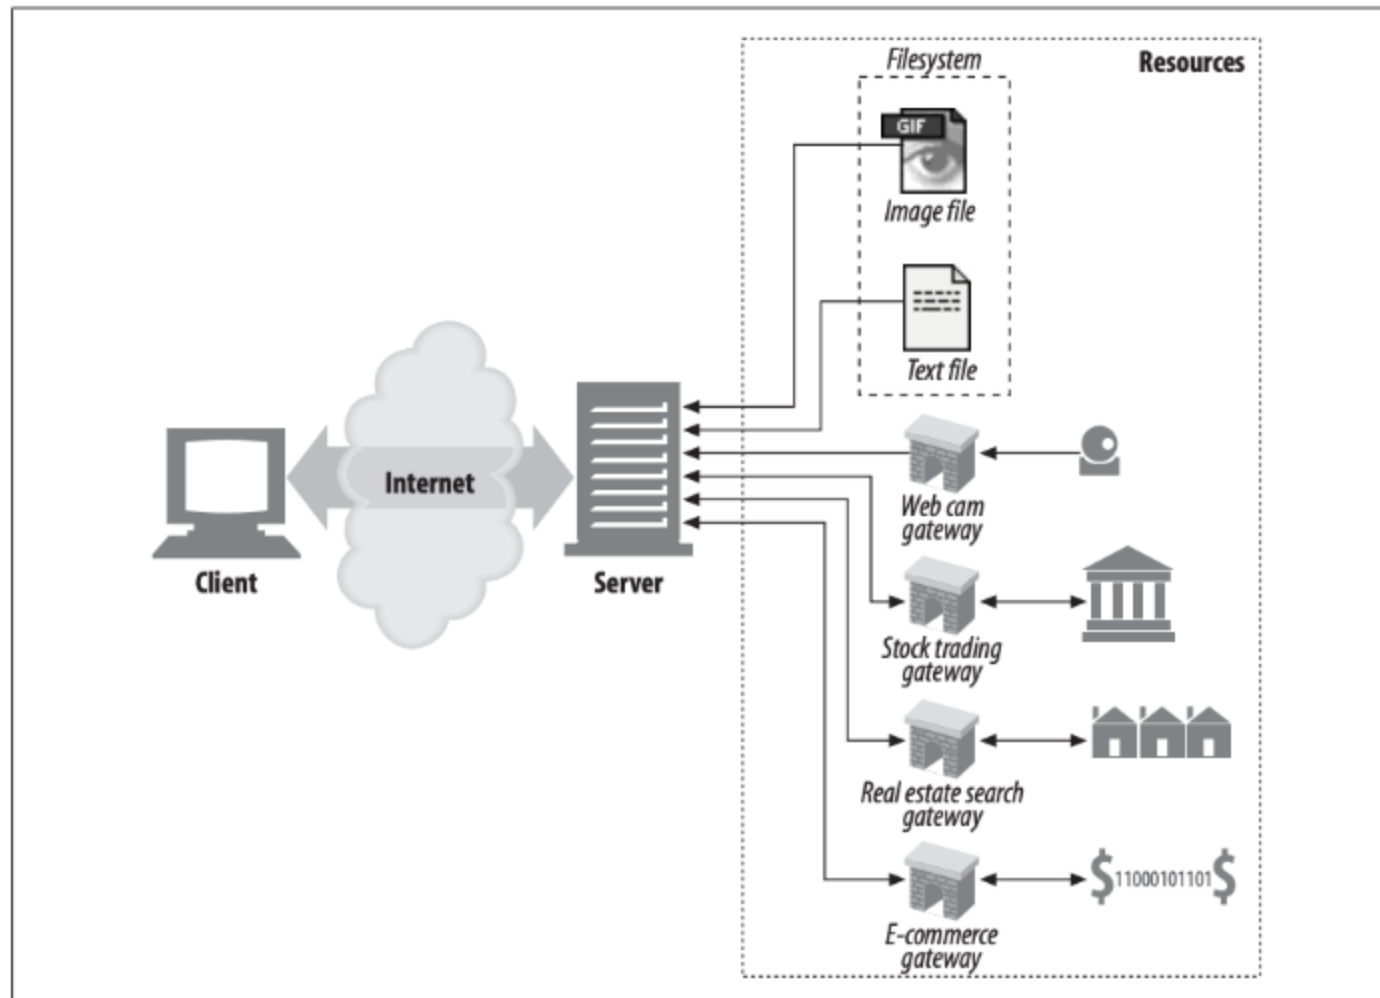 Filesystem
Resources
GIF
Image file
Text file
Internet
Client
Server
Web cam
gateway
Stock trading
gateway
Real estate search
gateway
$11000101101$
E-commerce
gateway